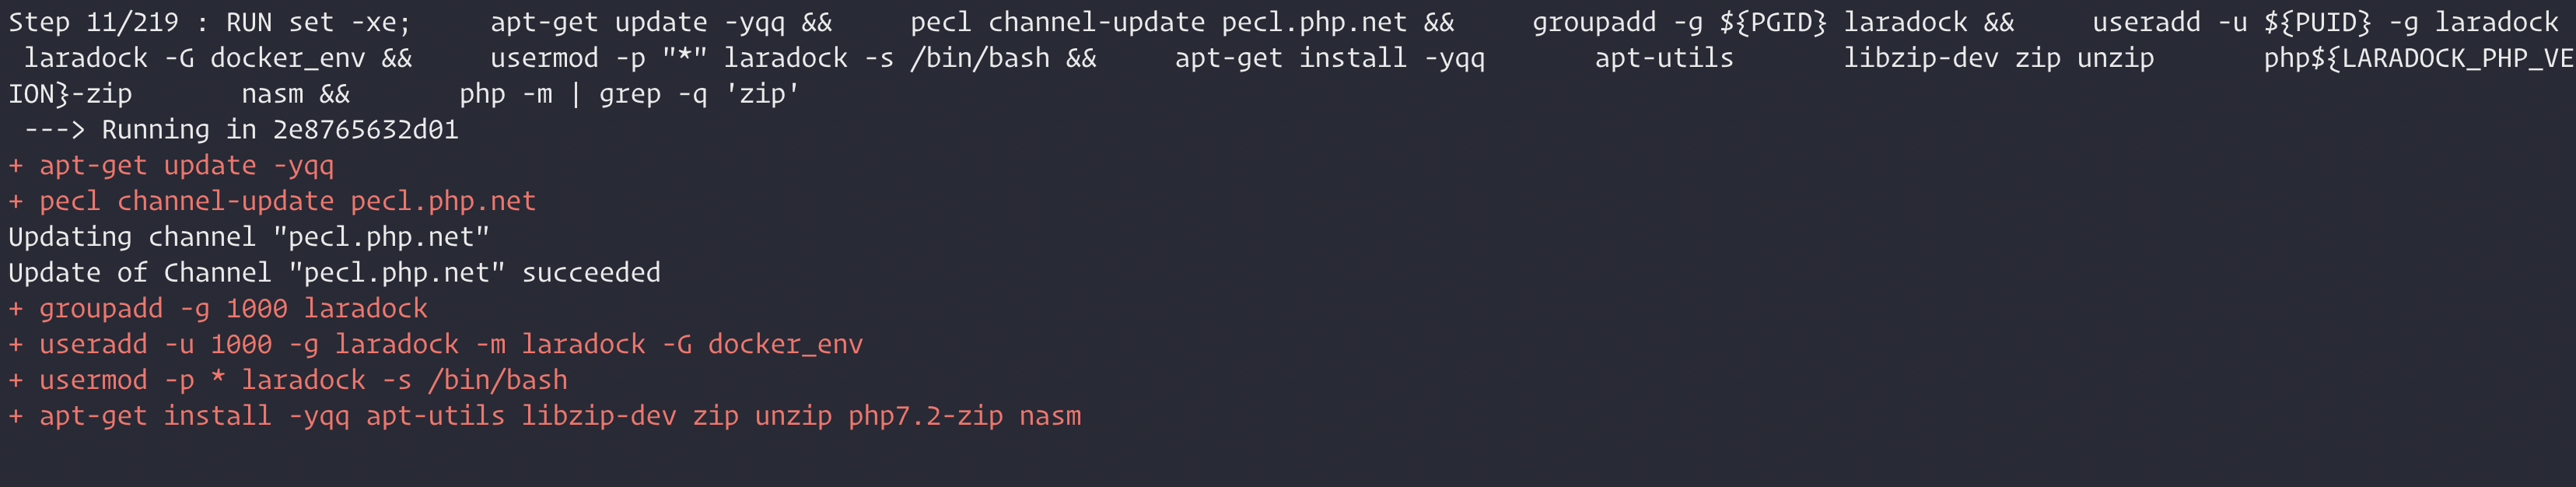 Step 11/219 : RUN set -xe;     apt-get update -yqq &&     pecl channel-update pecl.php.net &&     groupadd -g ${PGID} laradock &&     useradd -u ${PUID} -g laradock
 laradock -G docker_env &&     usermod -p "*" laradock -s /bin/bash &&     apt-get install -yqq       apt-utils       libzip-dev zip unzip       php${LARADOCK_PHP_VE
ION}-zip       nasm &&       php -m | grep -q 'zip'
 ---> Running in 2e8765632d01
+ apt-get update -yqq
+ pecl channel-update pecl.php.net
Updating channel "pecl.php.net"
Update of Channel "pecl.php.net" succeeded
+ groupadd -g 1000 laradock
+ useradd -u 1000 -g laradock -m laradock -G docker_env
+ usermod -p * laradock -s /bin/bash
+ apt-get install -yqq apt-utils libzip-dev zip unzip php7.2-zip nasm